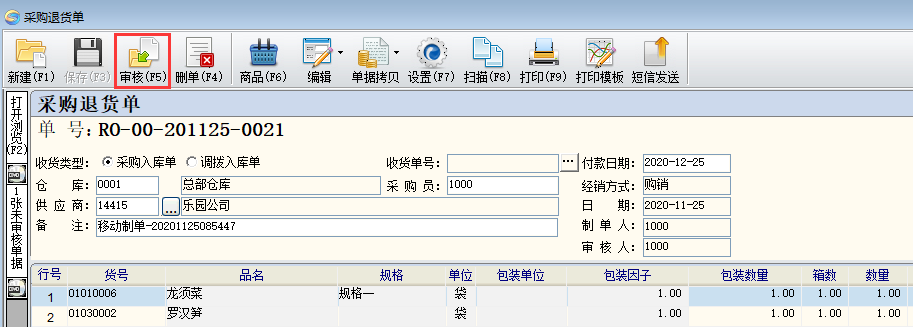 采购退货单
新建(F1) 保存(F3) 审核(F5) 删单(F4) 商品(F6) 编辑 单据拷贝 设置(F7) 扫描(F8) 打印(F9) 打印模板 短信发送
打开浏览(F2)
1张未审核单据
采购退货单
单 号: RO-00-201125-0021
收货类型: 采购入库单 调拨入库单 收货单号: ... 付款日期: 2020-12-25
仓 库: 0001 总部仓库 采 购 员: 1000 经销方式: 购销
供 应 商: 14415 ... 乐园公司 日 期: 2020-11-25
备 注: 移动制单-20201125085447 制 单 人: 1000
审 核 人: 1000
行号 货号 品名 规格 单位 包装单位 包装因子 包装数量 箱数 数量
1 01010006 龙须菜 规格一 袋 1.00 1.00 1.00 1.00
2 01030002 罗汉笋 袋 1.00 1.00 1.00 1.00